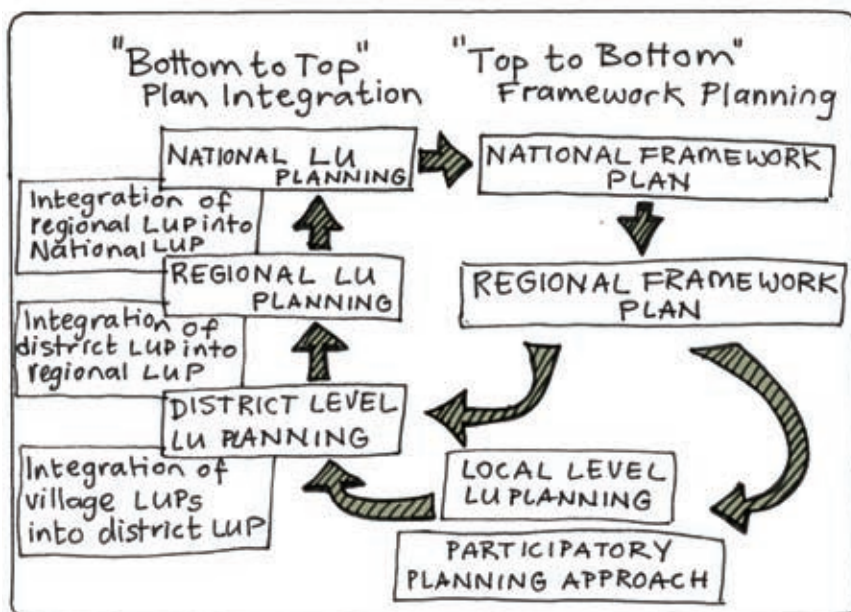 "Bottom to Top"
Plan Integration
"Top to Bottom"
Framework Planning
NATIONAL LU
PLANNING
NATIONAL FRAMEWORK
PLAN
Integration of
regional LUP into
National LUP
REGIONAL LU
PLANNING
REGIONAL FRAMEWORK
PLAN
Integration of
district LUP into
regional LUP
DISTRICT LEVEL
LU PLANNING
Integration of
village LUPs
into district LUP
LOCAL LEVEL
LU PLANNING
PARTICIPATORY
PLANNING APPROACH